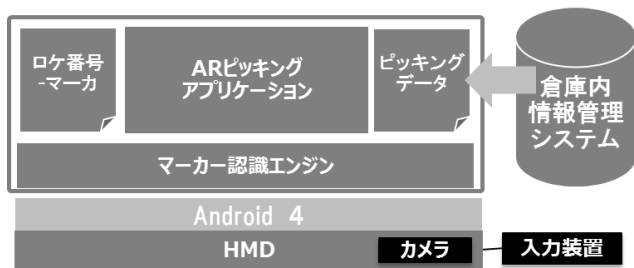 ロケ番号
-マーカ
ARピッキング
アプリケーション
ピッキング
データ
倉庫内
情報管理
システム
マーカー認識エンジン
Android 4
HMD
カメラ
入力装置